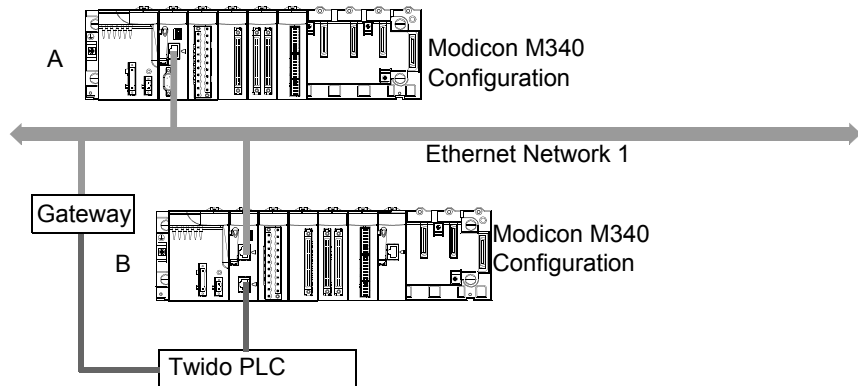 A
Modicon M340
Configuration
Ethernet Network 1
Gateway
B
Modicon M340
Configuration
Twido PLC